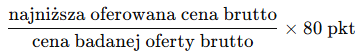 najniższa oferowana cena brutto
cena badanej oferty brutto
× 80 pkt